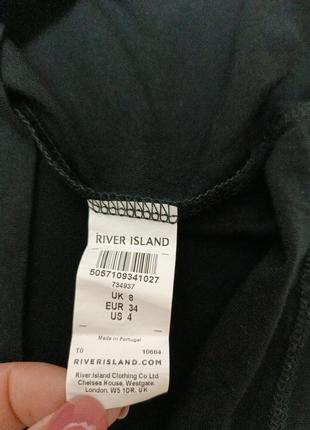 RIVER ISLAND
5057109341027
734937
UK 8
EUR 34
US 4
Made in Portugal
T0 10664
RIVERISLAND.COM
River Island Clothing Co Ltd
Chelsea House, Westgate,
London. W5 1DR. UK